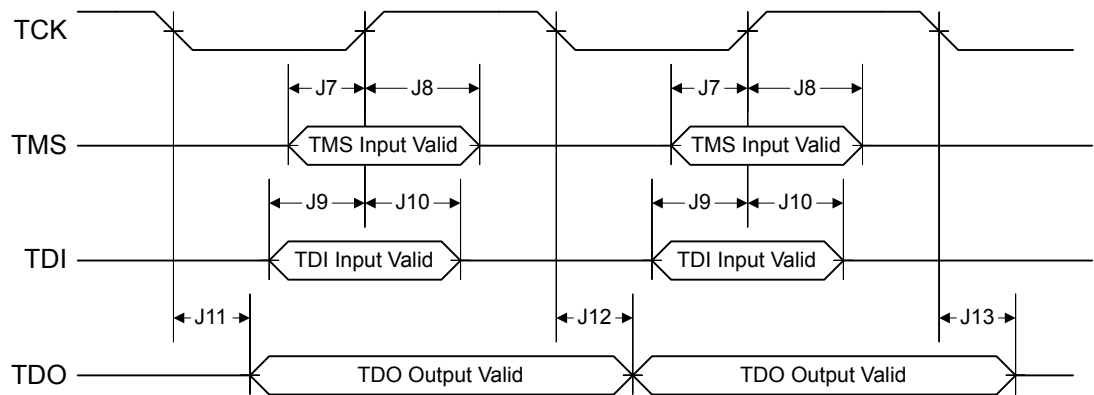 TCK
J7 J8 J7 J8
TMS TMS Input Valid TMS Input Valid
J9 J10 J9 J10
TDI TDI Input Valid TDI Input Valid
J11 J12 J13
TDO TDO Output Valid TDO Output Valid